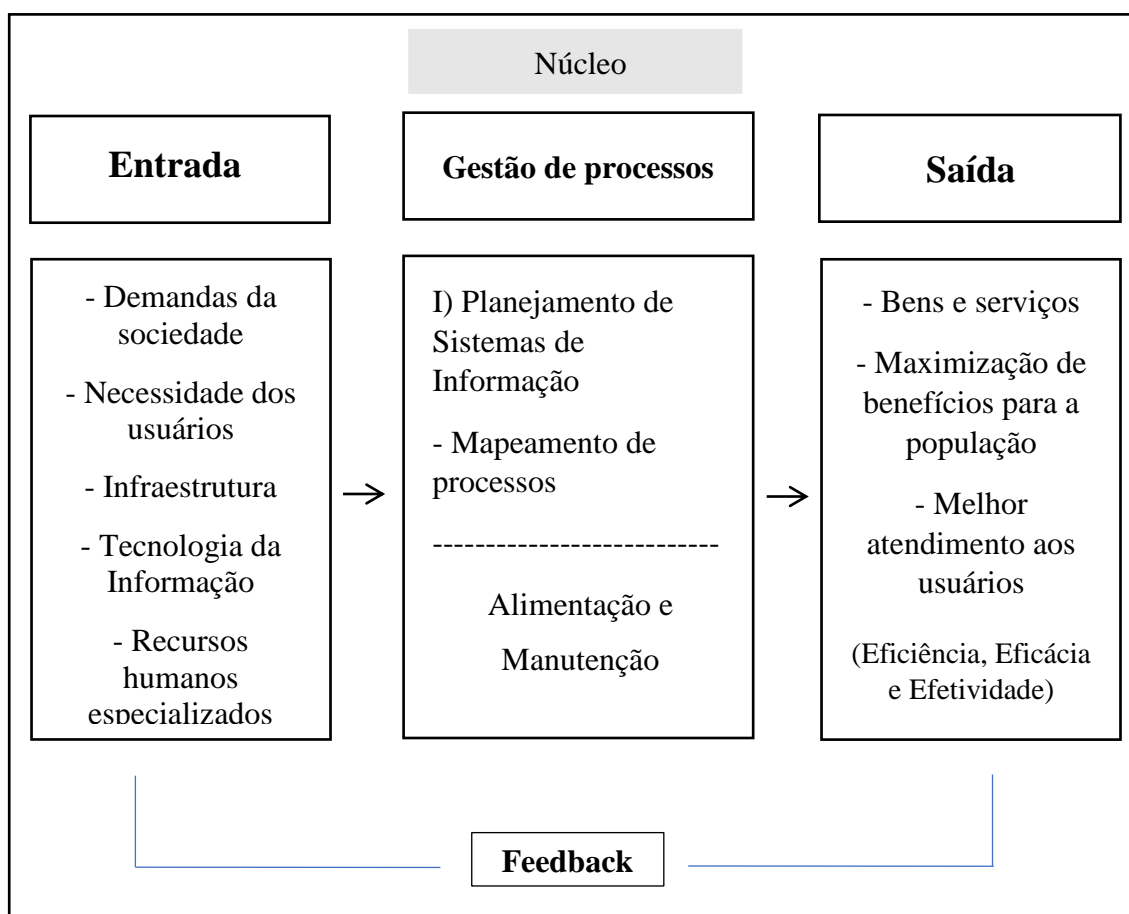 Núcleo
Entrada
Gestão de processos
Saída
- Demandas da
sociedade
- Necessidade dos
usuários
- Infraestrutura
- Tecnologia da
Informação
- Recursos
humanos
especializados
I) Planejamento de
Sistemas de
Informação
- Mapeamento de
processos
---------------------------
Alimentação e
Manutenção
- Bens e serviços
- Maximização de
benefícios para a
população
- Melhor
atendimento aos
usuários
(Eficiência, Eficácia
e Efetividade)
Feedback